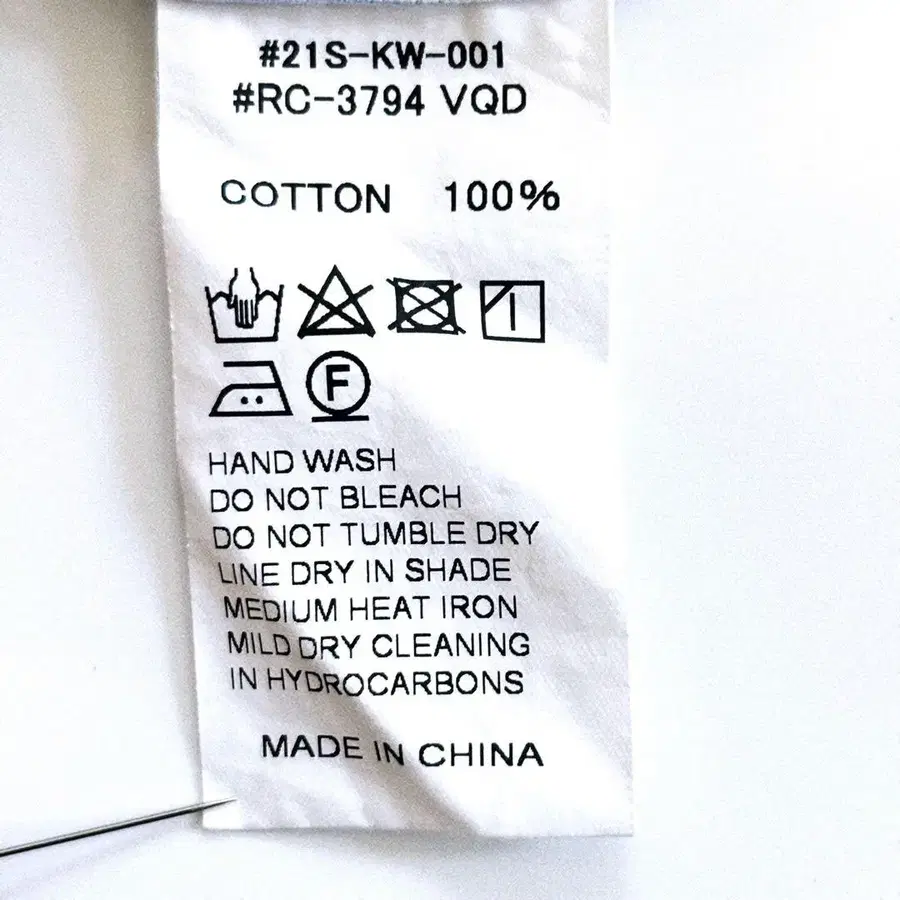 #21S-KW-001
#RC-3794 VQD
COTTON 100%
F
HAND WASH
DO NOT BLEACH
DO NOT TUMBLE DRY
LINE DRY IN SHADE
MEDIUM HEAT IRON
MILD DRY CLEANING
IN HYDROCARBONS
MADE IN CHINA